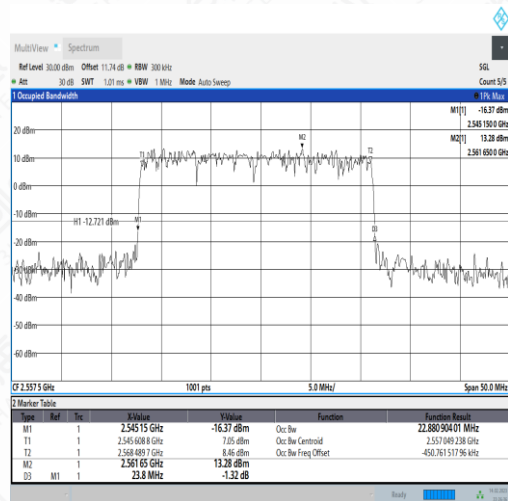 MultiView Spectrum
Ref Level 30.00 dBm Offset 11.74 dB RBW 300 kHz SGL
Att 30 dB SWT 1.01 ms VBW 1 MHz Mode Auto Sweep Count 5/5
1 Occupied Bandwidth 1Pk Max
M1[1] -16.37 dBm
2.545 150 0 GHz
M2[1] 13.28 dBm
2.561 650 0 GHz
20 dBm
M2
T1 T2
10 dBm
0 dBm
-10 dBm
H1 -12.721 dBm M1
-20 dBm
D3
-30 dBm
-40 dBm
-50 dBm
-60 dBm
CF 2.557 5 GHz 1001 pts 5.0 MHz/ Span 50.0 MHz
2 Marker Table
Type Ref Trc X-Value Y-Value Function Function Result
M1 1 2.545 15 GHz -16.37 dBm Occ Bw 22.880 904 01 MHz
T1 1 2.545 608 8 GHz 7.05 dBm Occ Bw Centroid 2.557 049 238 GHz
T2 1 2.568 489 7 GHz 8.46 dBm Occ Bw Freq Offset -450.761 517 96 kHz
M2 1 2.561 65 GHz 13.28 dBm
D3 M1 1 23.8 MHz -1.32 dB
Ready